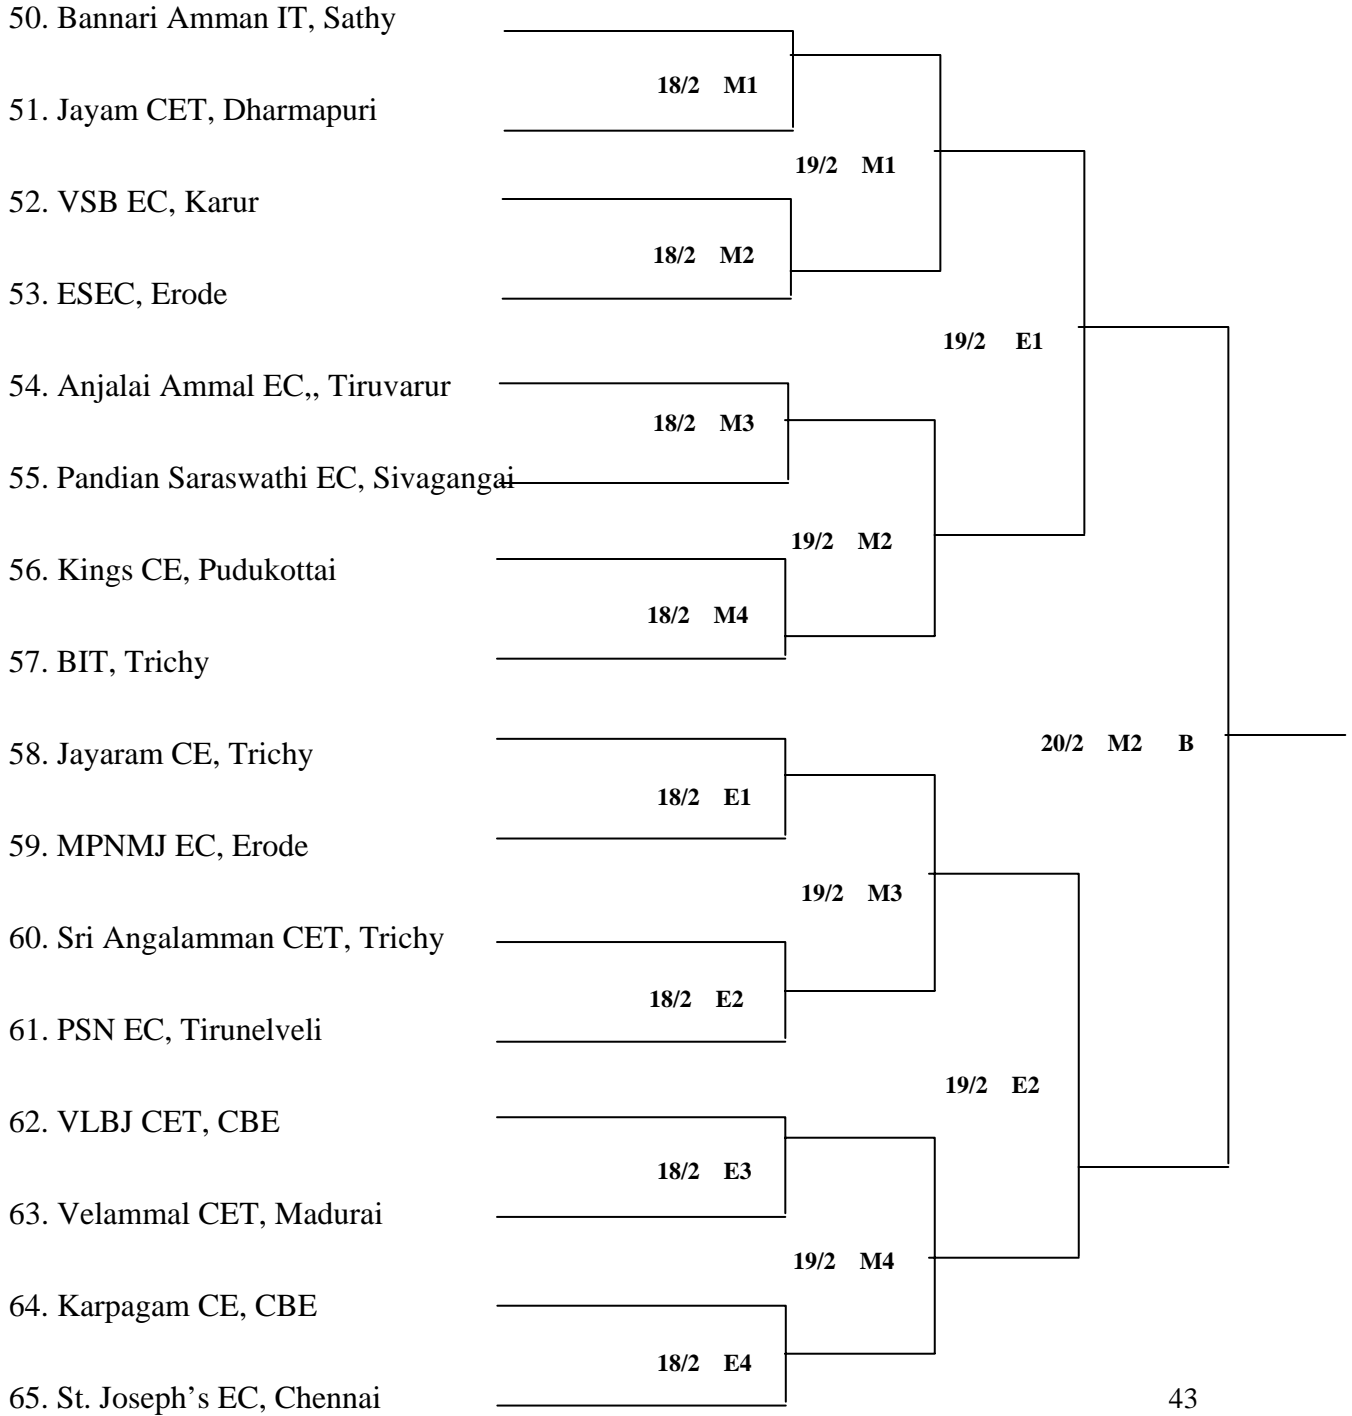 50. Bannari Amman IT, Sathy
18/2 M1
51. Jayam CET, Dharmapuri
19/2 M1
52. VSB EC, Karur
18/2 M2
53. ESEC, Erode
19/2 E1
54. Anjalai Ammal EC,, Tiruvarur
18/2 M3
55. Pandian Saraswathi EC, Sivagangai
19/2 M2
56. Kings CE, Pudukottai
18/2 M4
57. BIT, Trichy
20/2 M2 B
58. Jayaram CE, Trichy
18/2 E1
59. MPNMJ EC, Erode
19/2 M3
60. Sri Angalamman CET, Trichy
18/2 E2
61. PSN EC, Tirunelveli
19/2 E2
62. VLBJ CET, CBE
18/2 E3
63. Velammal CET, Madurai
19/2 M4
64. Karpagam CE, CBE
18/2 E4
65. St. Joseph’s EC, Chennai
43